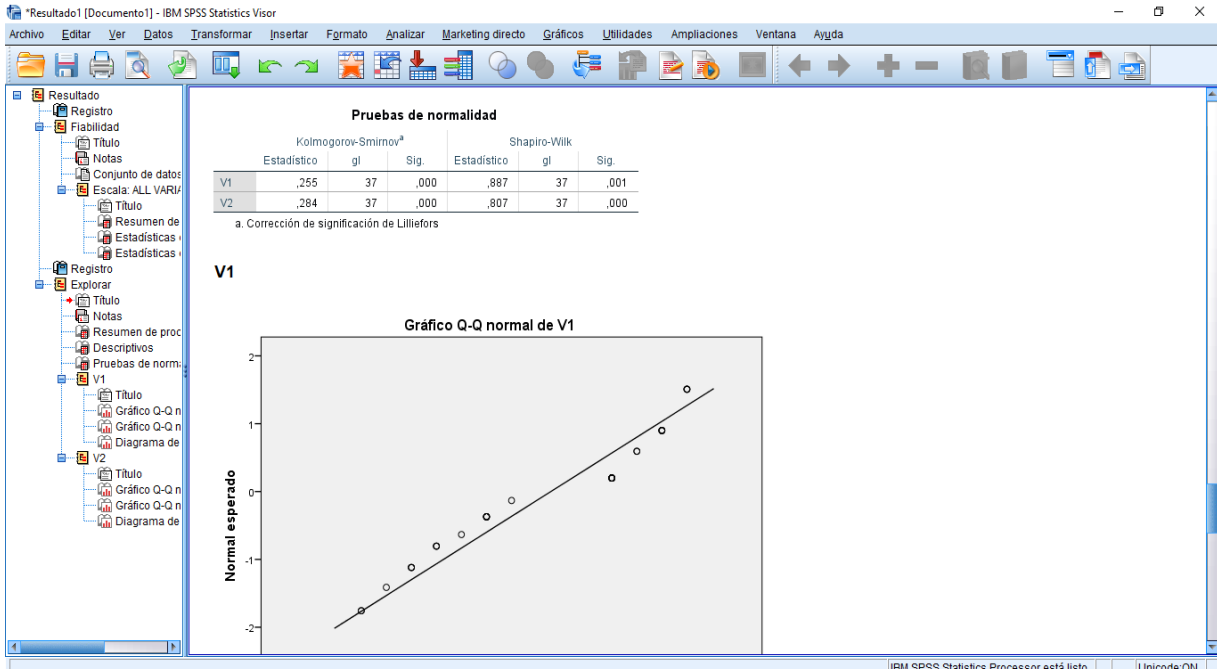 *Resultado1 [Documento1] - IBM SPSS Statistics Visor
Archivo Editar Ver Datos Transformar Insertar Formato Analizar Marketing directo Gráficos Utilidades Ampliaciones Ventana Ayuda
Resultado
Registro
Fiabilidad
Título
Notas
Conjunto de datos
Escala: ALL VARIA
Título
Resumen de
Estadísticas
Estadísticas
Registro
Explorar
Título
Notas
Resumen de proc
Descriptivos
Pruebas de norma
V1
Título
Gráfico Q-Q n
Gráfico Q-Q n
Diagrama de
V2
Título
Gráfico Q-Q n
Gráfico Q-Q n
Diagrama de
Pruebas de normalidad
Kolmogorov-Smirnovª Shapiro-Wilk
Estadístico gl Sig. Estadístico gl Sig.
V1 ,255 37 ,000 ,887 37 ,001
V2 ,284 37 ,000 ,807 37 ,000
a. Corrección de significación de Lilliefors
V1
Gráfico Q-Q normal de V1
Normal esperado
2
1
0
-1
-2
IBM SPSS Statistics Processor está listo Unicode:ON